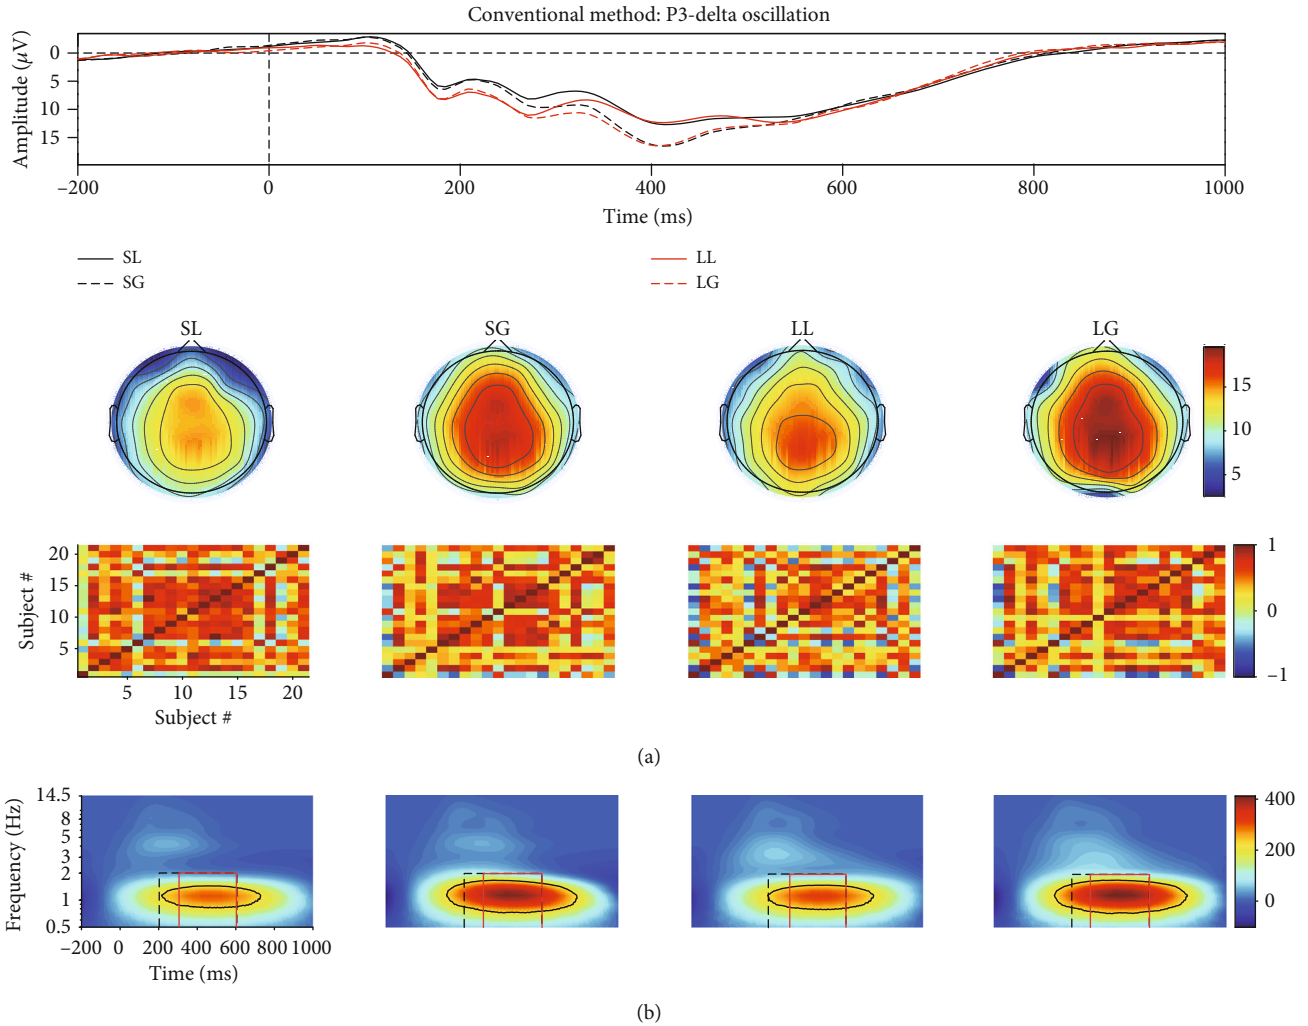 Conventional method: P3-delta oscillation
Amplitude (μV)
0
5
10
15
−200 0 200 400 600 800 1000
Time (ms)
SL LL
SG LG
SL SG LL LG
15
10
5
Subject #
20
15
10
5
5 10 15 20
Subject #
1
0
−1
(a)
Frequency (Hz)
14.5
8
5
3
2
1
0.5
−200 0 200 400 600 800 1000
Time (ms)
400
200
0
(b)